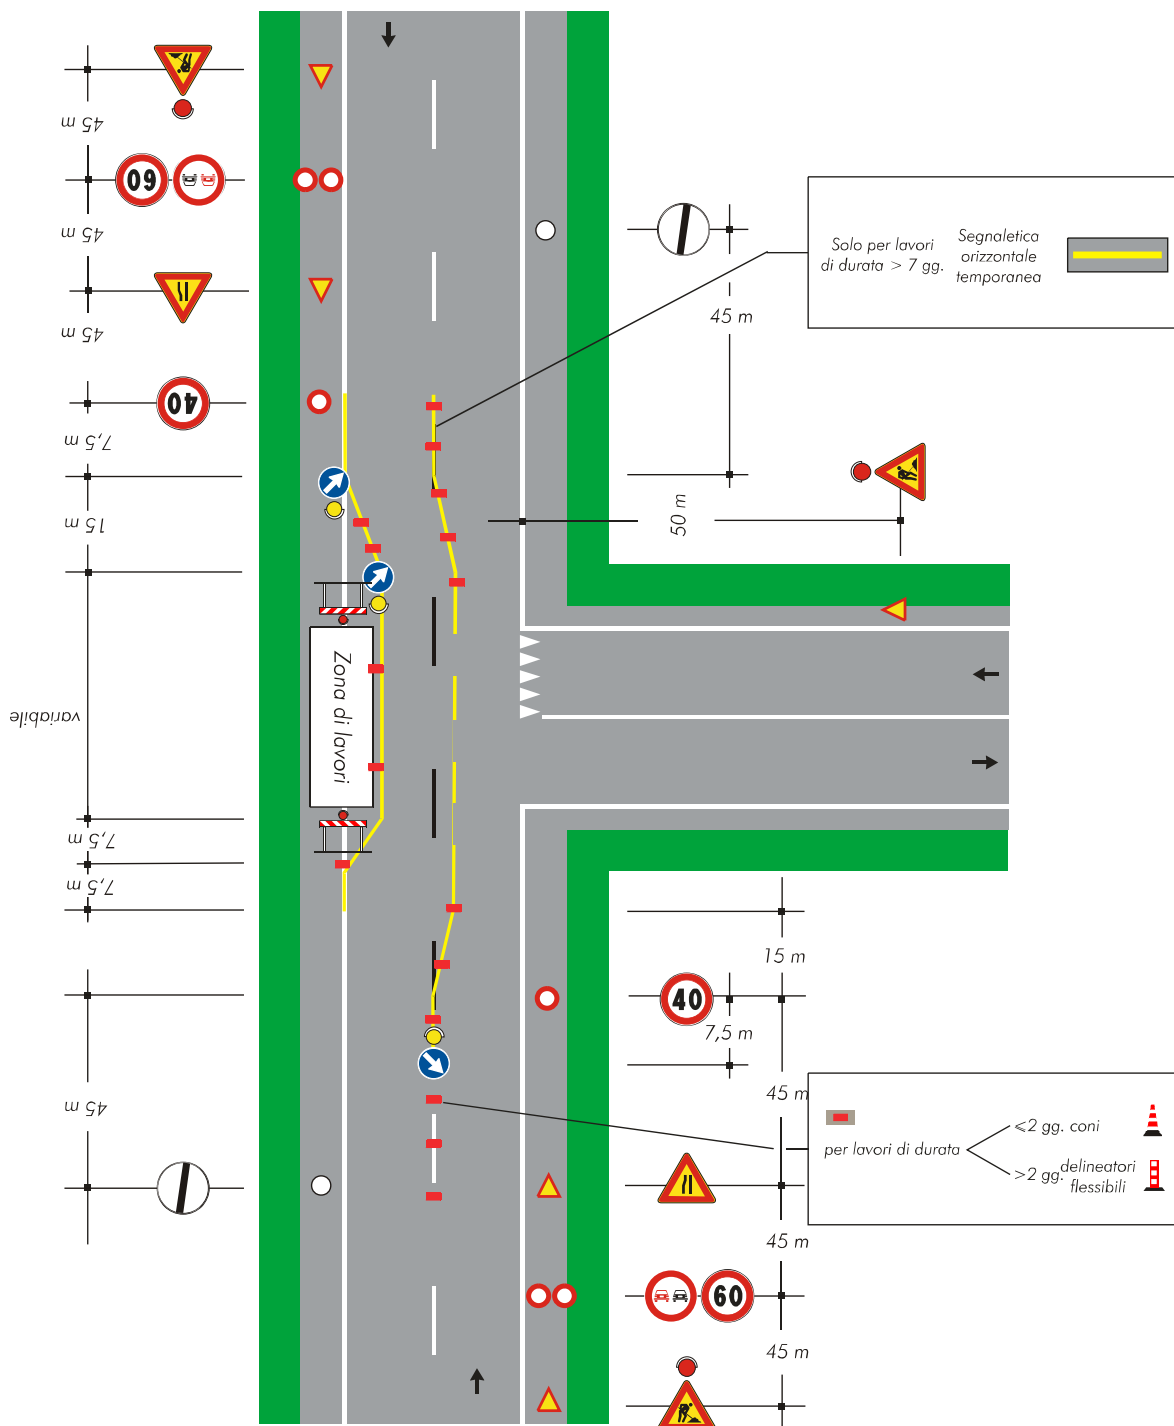 45 m
60
45 m
45 m
40
7,5 m
15 m
variabile
7,5 m
7,5 m
45 m
Zona di lavori
Solo per lavori
di durata > 7 gg.
Segnaletica
orizzontale
temporanea
45 m
50 m
15 m
40
7,5 m
45 m
per lavori di durata
⩽2 gg. coni
>2 gg. delineatori
flessibili
45 m
60
45 m